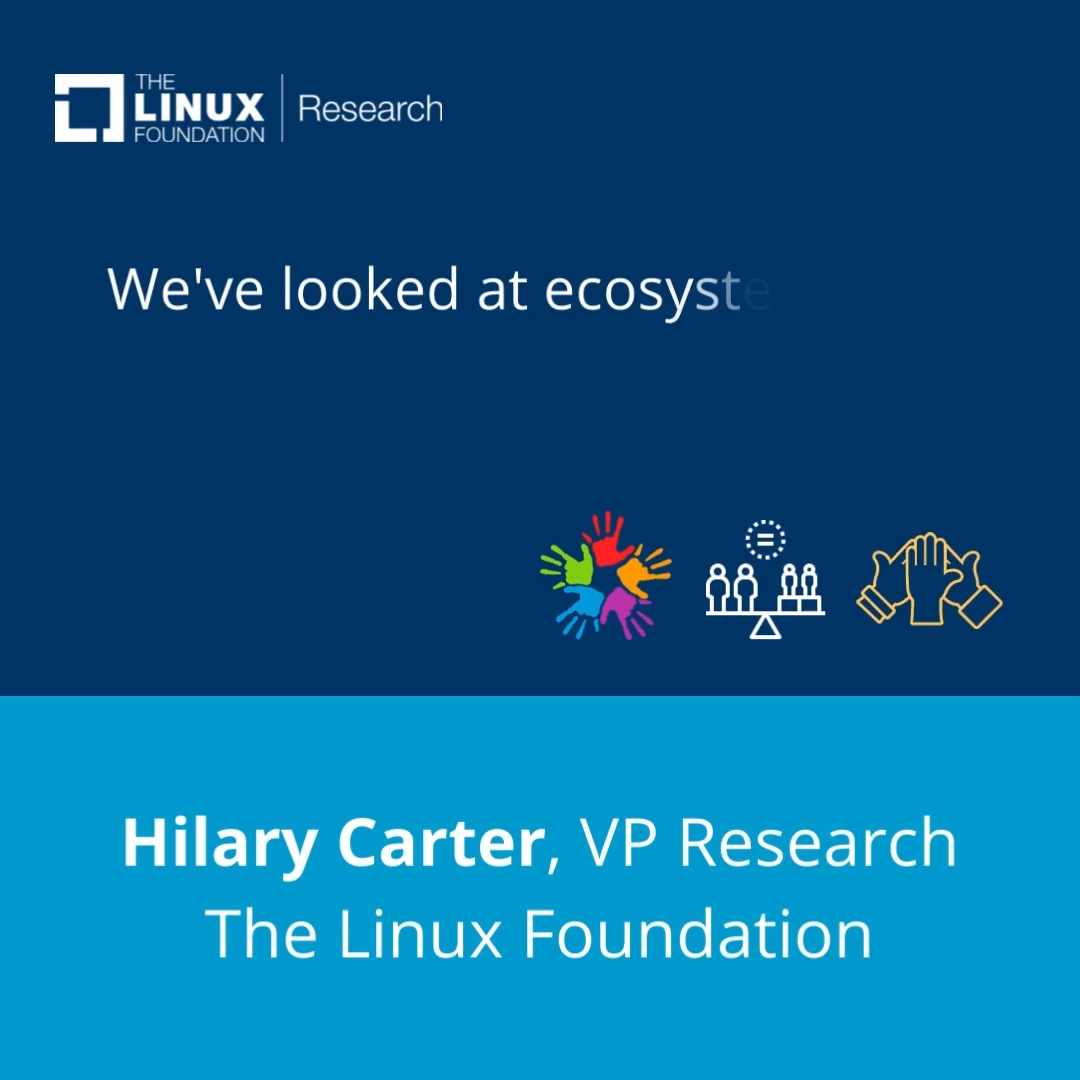 THE
LINUX
FOUNDATION
Research
We've looked at ecosyste
=
Hilary Carter, VP Research
The Linux Foundation